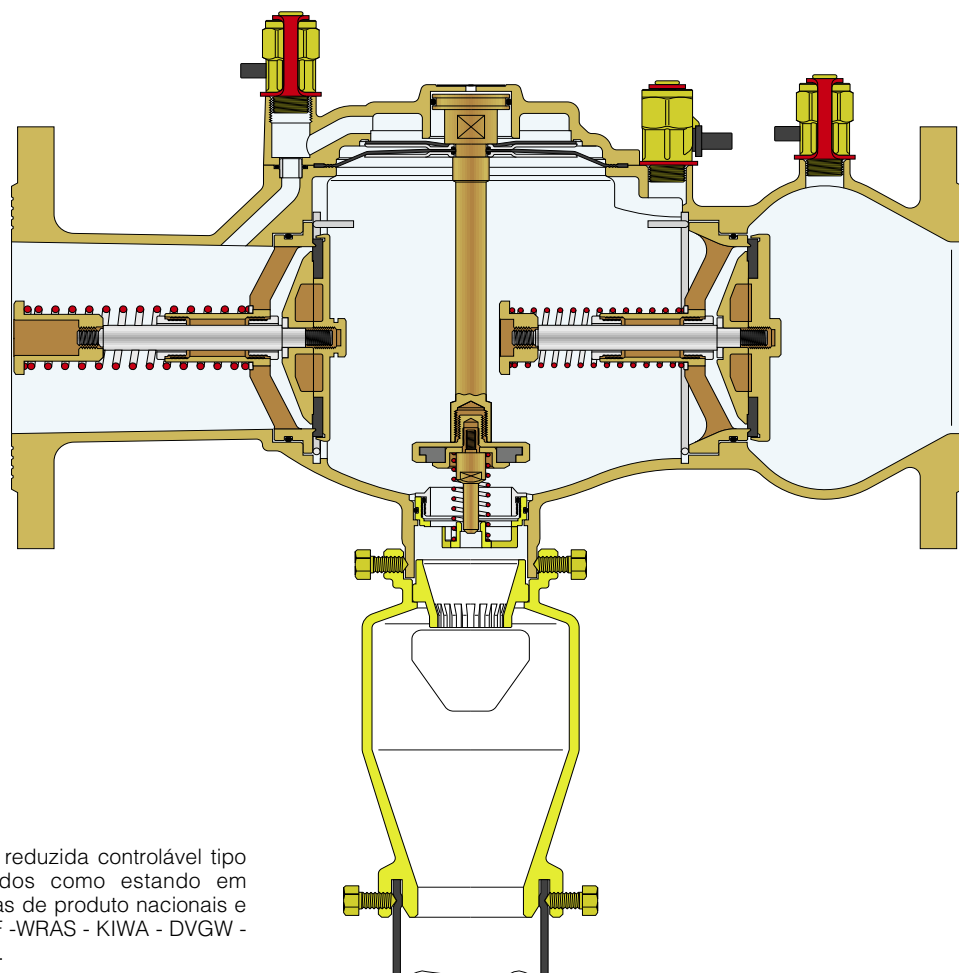 reduzida controlável tipo
dos como estando em
as de produto nacionais e
-WRAS - KIWA - DVGW -